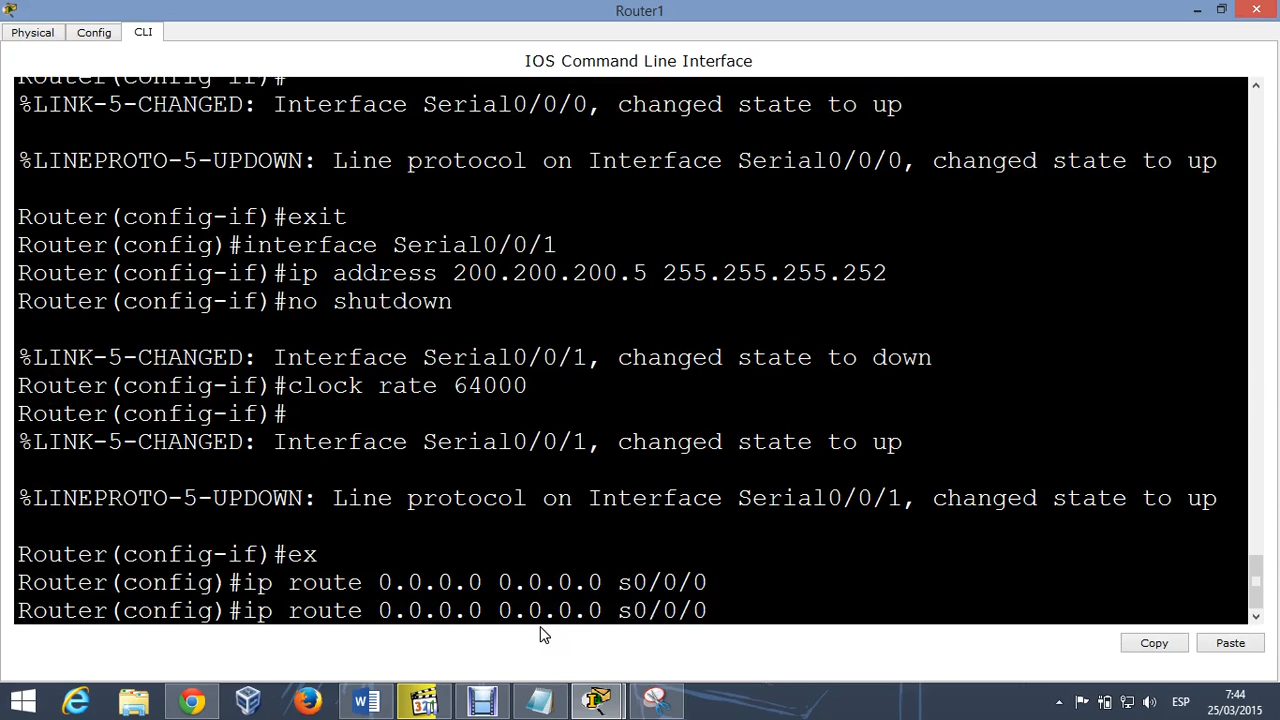 Router1
Physical Config CLI
IOS Command Line Interface
Router(config-if)#
%LINK-5-CHANGED: Interface Serial0/0/0, changed state to up
%LINEPROTO-5-UPDOWN: Line protocol on Interface Serial0/0/0, changed state to up
Router(config-if)#exit
Router(config)#interface Serial0/0/1
Router(config-if)#ip address 200.200.200.5 255.255.255.252
Router(config-if)#no shutdown
%LINK-5-CHANGED: Interface Serial0/0/1, changed state to down
Router(config-if)#clock rate 64000
Router(config-if)#
%LINK-5-CHANGED: Interface Serial0/0/1, changed state to up
%LINEPROTO-5-UPDOWN: Line protocol on Interface Serial0/0/1, changed state to up
Router(config-if)#ex
Router(config)#ip route 0.0.0.0 0.0.0.0 s0/0/0
Router(config)#ip route 0.0.0.0 0.0.0.0 s0/0/0
Copy Paste
ESP
7:44
25/03/2015